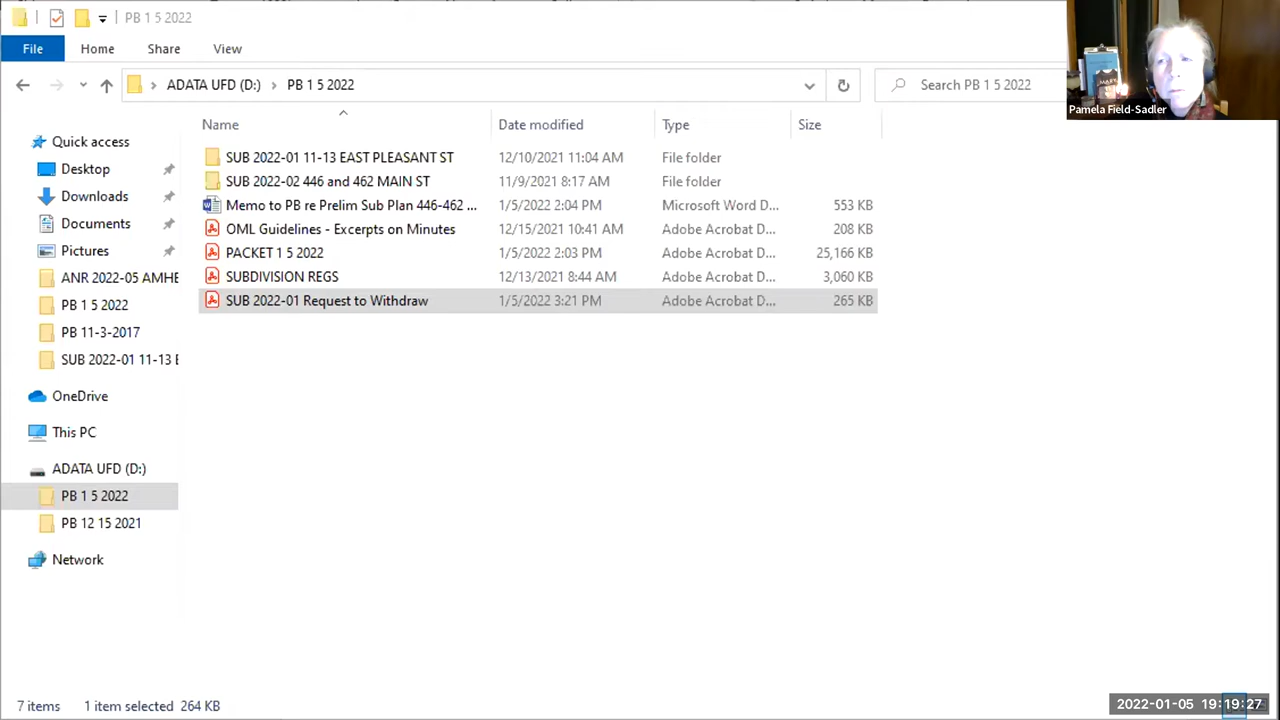 PB 1 5 2022
File Home Share View
ADATA UFD (D:) PB 1 5 2022 Search PB 1 5 2022
Pamela Field-Sadler
Name Date modified Type Size
Quick access
Desktop
Downloads
Documents
Pictures
ANR 2022-05 AMHE
PB 1 5 2022
PB 11-3-2017
SUB 2022-01 11-13 E
OneDrive
This PC
ADATA UFD (D:)
PB 1 5 2022
PB 12 15 2021
Network
SUB 2022-01 11-13 EAST PLEASANT ST 12/10/2021 11:04 AM File folder
SUB 2022-02 446 and 462 MAIN ST 11/9/2021 8:17 AM File folder
Memo to PB re Prelim Sub Plan 446-462 ... 1/5/2022 2:04 PM Microsoft Word D... 553 KB
OML Guidelines - Excerpts on Minutes 12/15/2021 10:41 AM Adobe Acrobat D... 208 KB
PACKET 1 5 2022 1/5/2022 2:03 PM Adobe Acrobat D... 25,166 KB
SUBDIVISION REGS 12/13/2021 8:44 AM Adobe Acrobat D... 3,060 KB
SUB 2022-01 Request to Withdraw 1/5/2022 3:21 PM Adobe Acrobat D... 265 KB
7 items 1 item selected 264 KB
2022-01-05 19:19:27